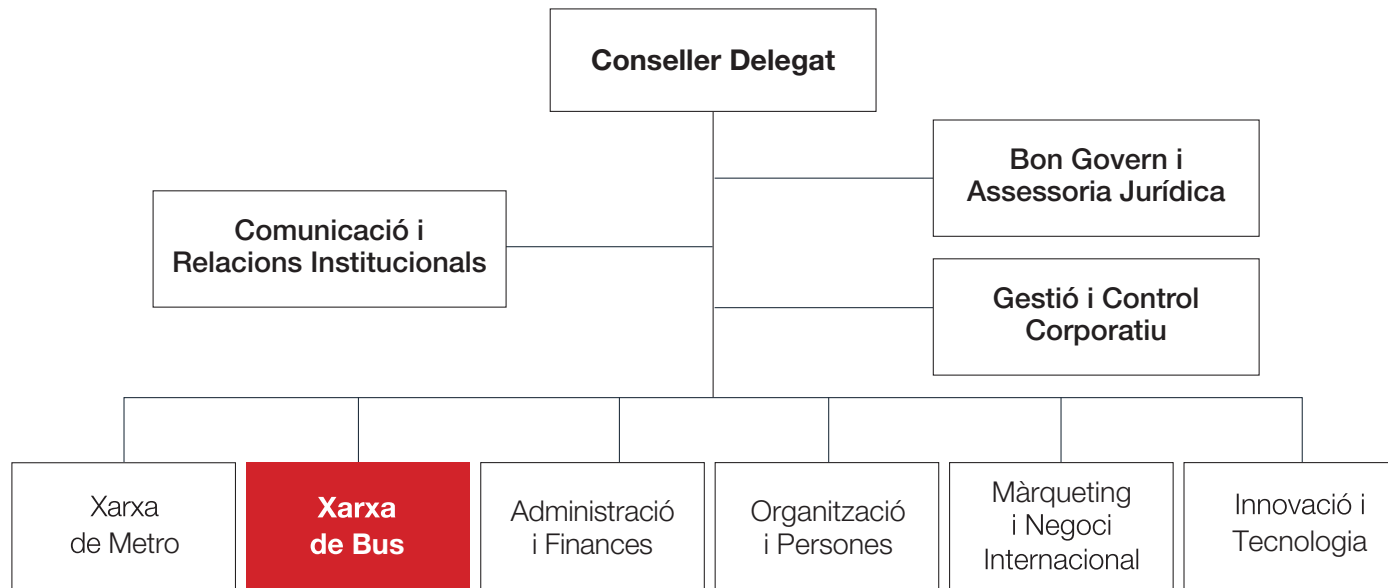 Conseller Delegat
Bon Govern i
Assessoria Jurídica
Comunicació i
Relacions Institucionals
Gestió i Control
Corporatiu
Xarxa
de Metro
Xarxa
de Bus
Administració
i Finances
Organització
i Persones
Màrqueting
i Negoci
Internacional
Innovació i
Tecnologia